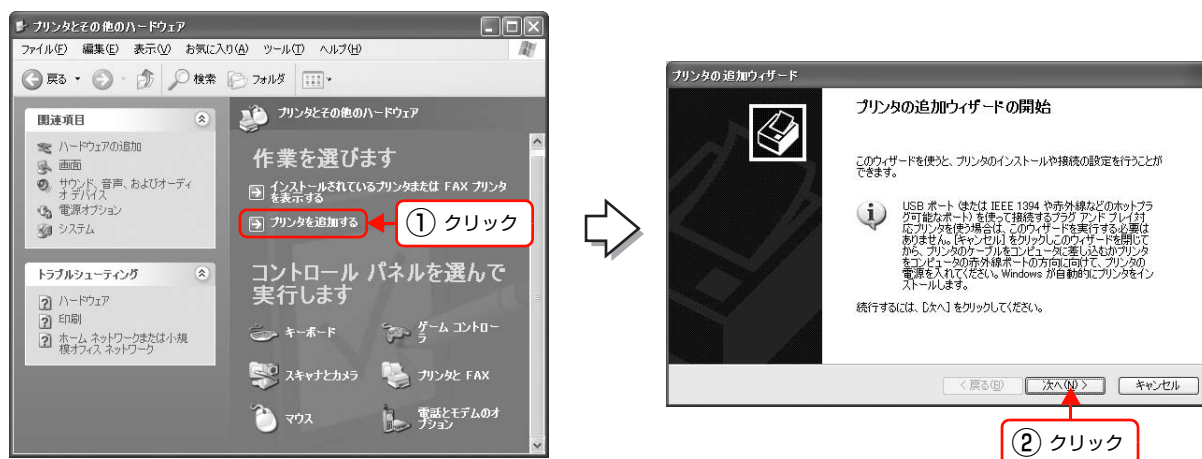 プリンタとその他のハードウェア
ファイル(F) 編集(E) 表示(V) お気に入り(A) ツール(T) ヘルプ(H)
戻る 検索 フォルダ
関連項目
ハードウェアの追加
画面
サウンド、音声、およびオーディ
オ デバイス
電源オプション
システム
トラブルシューティング
ハードウェア
印刷
ホーム ネットワークまたは小規
模オフィス ネットワーク
プリンタとその他のハードウェア
作業を選びます
インストールされているプリンタまたは FAX プリンタ
を表示する
プリンタを追加する
① クリック
コントロール パネルを選んで
実行します
キーボード
ゲーム コントロー
ラ
スキャナとカメラ
プリンタと FAX
マウス
電話とモデムのオ
プション
プリンタの追加ウィザード
プリンタの追加ウィザードの開始
このウィザードを使うと、プリンタのインストールや接続の設定を行うことが
できます。
USB ポート (または IEEE 1394 や赤外線などのホットプラ
グ可能なポート) を使って接続するプラグ アンド プレイ対
応プリンタを使う場合は、このウィザードを実行する必要は
ありません。[キャンセル] をクリックしこのウィザードを閉じて
から、プリンタのケーブルをコンピュータに差し込むかプリンタ
をコンピュータの赤外線ポートの方向に向けて、プリンタの
電源を入れてください。Windows が自動的にプリンタをイン
ストールします。
続行するには、[次へ] をクリックしてください。
< 戻る(B) 次へ(N) > キャンセル
② クリック